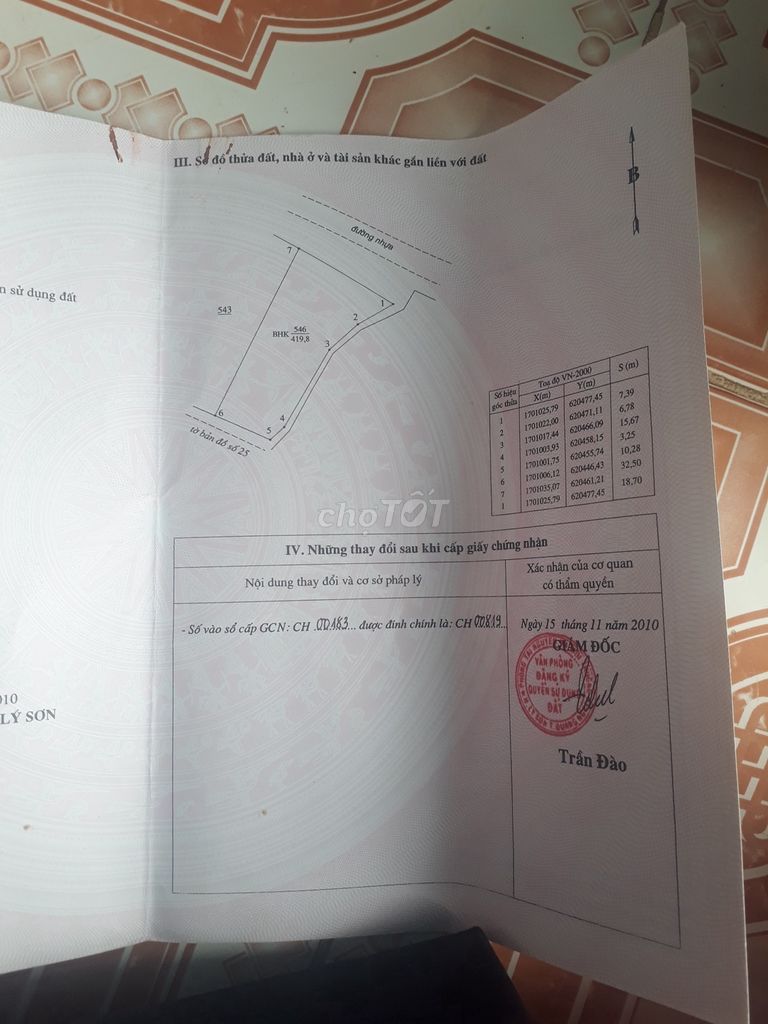 III. Sơ đồ thửa đất, nhà ở và tài sản khác gắn liền với đất
B
n sử dụng đất
đường nhựa
7
1
2
543
BHK 546
419,8
3
6
4
5
tờ bản đồ số 25
Số hiệu góc thửa | Toạ độ VN-2000 | S (m)
X(m) | Y(m)
1 | 1701025,79 | 620477,45
7,39
2 | 1701022,00 | 620471,11
6,78
3 | 1701017,44 | 620466,09
15,67
4 | 1701003,93 | 620458,15
3,25
5 | 1701001,75 | 620455,74
10,28
6 | 1701006,12 | 620446,43
32,50
7 | 1701035,07 | 620461,21
18,70
1 | 1701025,79 | 620477,45
chợTỐT
IV. Những thay đổi sau khi cấp giấy chứng nhận
Nội dung thay đổi và cơ sở pháp lý
Xác nhận của cơ quan
có thẩm quyền
- Số vào sổ cấp GCN: CH 00183... được đính chính là: CH 00819...
Ngày 15 tháng 11 năm 2010
GIÁM ĐỐC
VĂN PHÒNG
ĐĂNG KÝ
QUYỀN SỬ DỤNG
ĐẤT
Trần Đào
010
LÝ SƠN